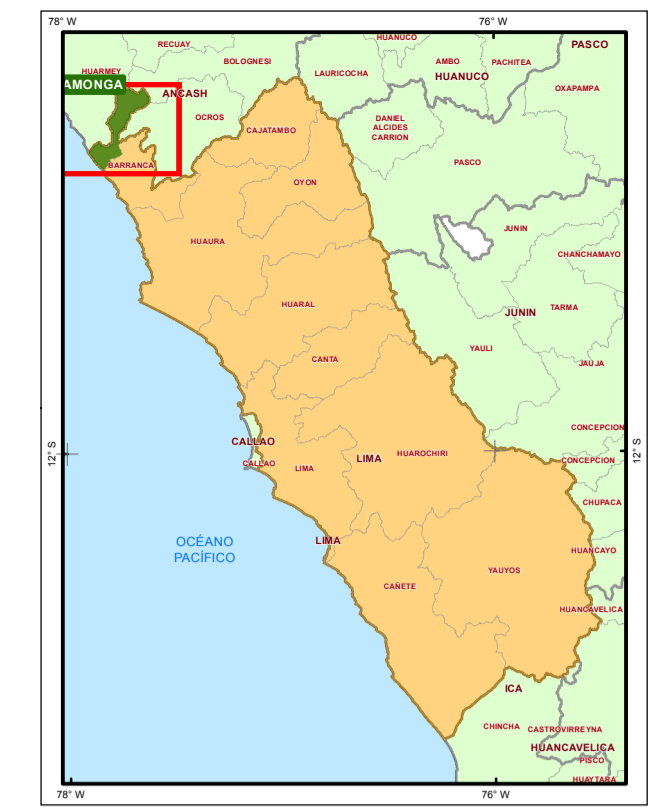 78° W
76° W
RECUAY
HUANUCO
PASCO
BOLOGNESI
AMBO
PACHITEA
HUARMEY
LAURICOCHA
HUANUCO
AMONGA
ANCASH
OXAPAMPA
OCROS
DANIEL
ALCIDES
CARRION
CAJATAMBO
BARRANCA
PASCO
OYON
JUNIN
HUAURA
CHANCHAMAYO
HUARAL
TARMA
JUNIN
YAULI
CANTA
JAUJA
CONCEPCION
CALLAO
12° S
12° S
HUAROCHIRI
LIMA
CALLAO
LIMA
CONCEPCION
CHUPACA
OCÉANO
PACÍFICO
LIMA
HUANCAYO
YAUYOS
CAÑETE
HUANCAVELICA
ICA
CHINCHA
CASTROVIRREYNA
HUANCAVELICA
PISCO
HUAYTARA
78° W
76° W